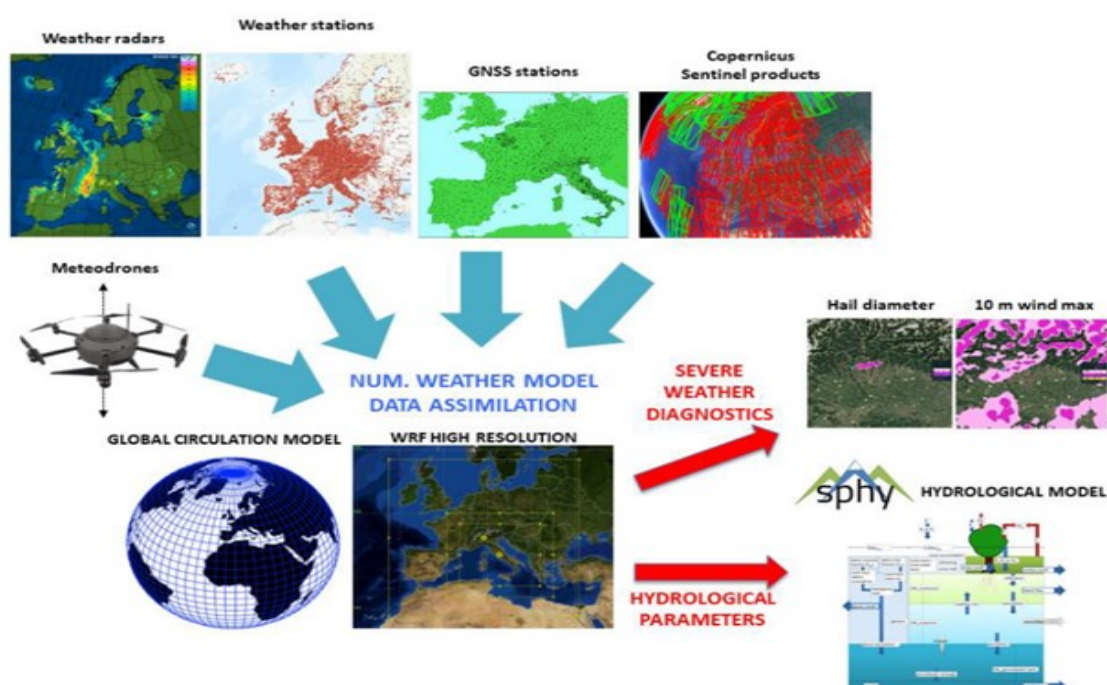 Weather radars
Weather stations
GNSS stations
Copernicus
Sentinel products
Meteodrones
Hail diameter
10 m wind max
NUM. WEATHER MODEL
DATA ASSIMILATION
SEVERE
WEATHER
DIAGNOSTICS
GLOBAL CIRCULATION MODEL
WRF HIGH RESOLUTION
sphy
HYDROLOGICAL MODEL
HYDROLOGICAL
PARAMETERS